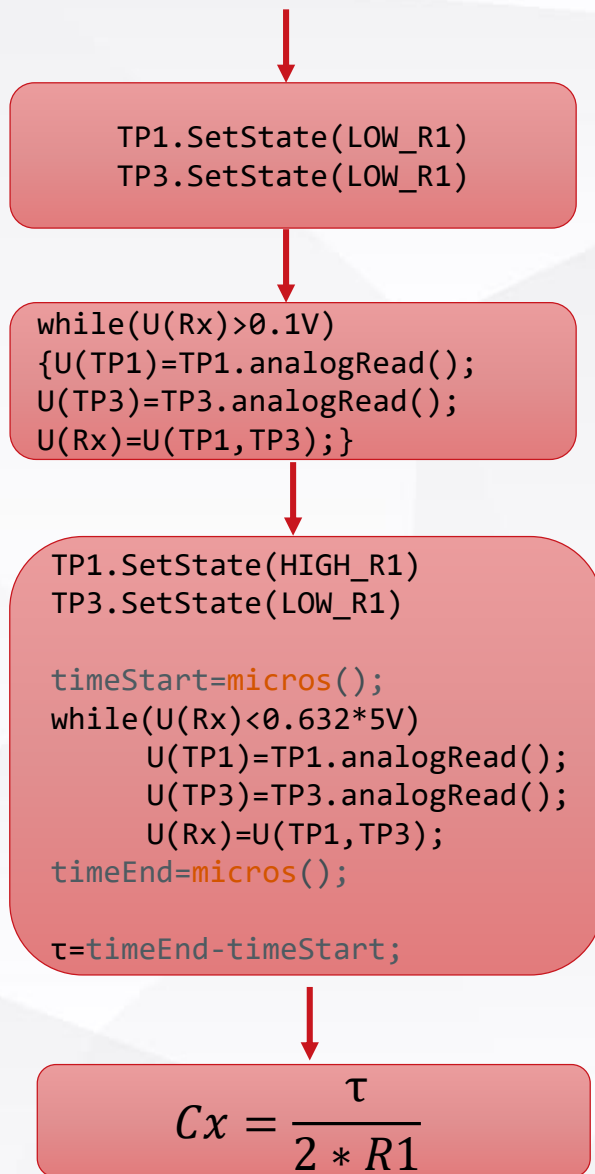 TP1.SetState(LOW_R1)
TP3.SetState(LOW_R1)
while(U(Rx)>0.1V)
{U(TP1)=TP1.analogRead();
U(TP3)=TP3.analogRead();
U(Rx)=U(TP1,TP3);}
TP1.SetState(HIGH_R1)
TP3.SetState(LOW_R1)
timeStart=micros();
while(U(Rx)<0.632*5V)
U(TP1)=TP1.analogRead();
U(TP3)=TP3.analogRead();
U(Rx)=U(TP1,TP3);
timeEnd=micros();
τ=timeEnd-timeStart;
τ
Cx =
2 * R1